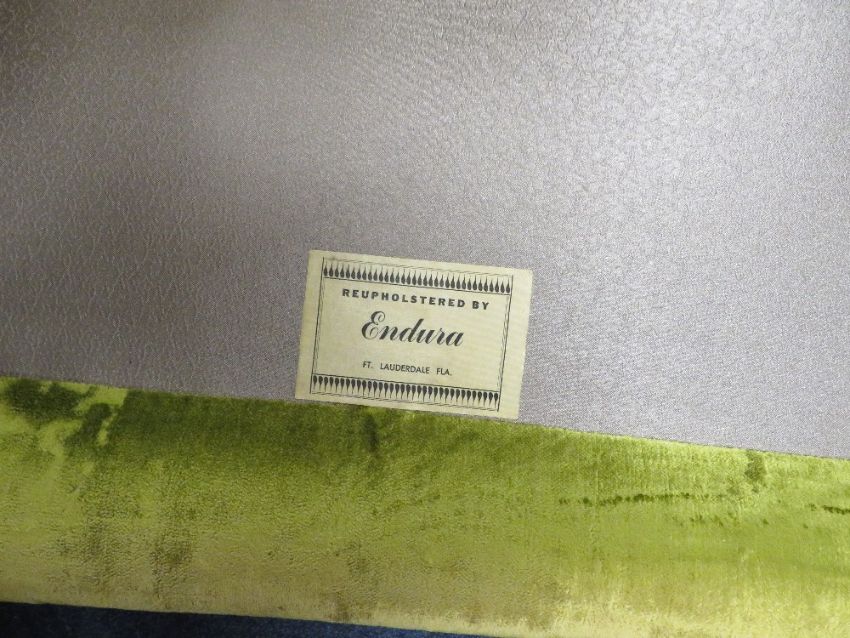 REUPHOLSTERED BY
Endura
FT. LAUDERDALE FLA.